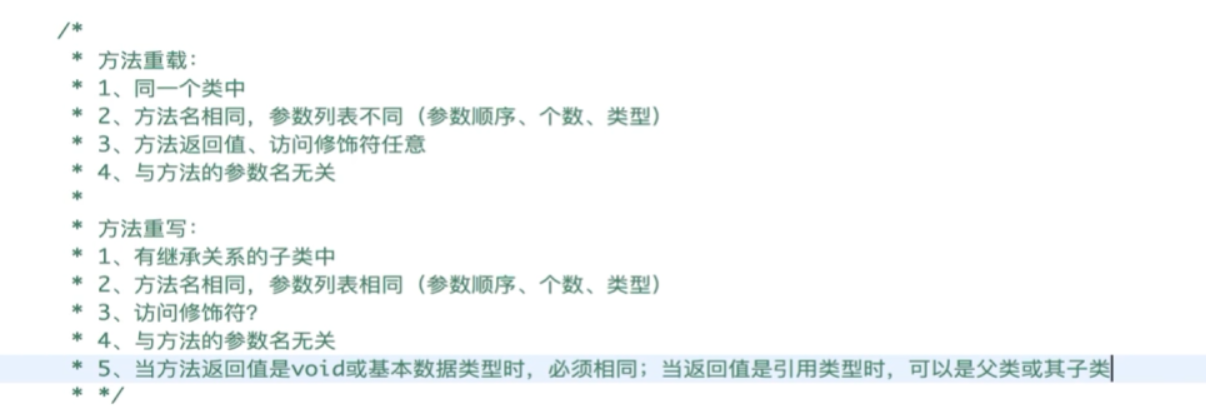 /*
* 方法重载：
* 1、同一个类中
* 2、方法名相同，参数列表不同（参数顺序、个数、类型）
* 3、方法返回值、访问修饰符任意
* 4、与方法的参数名无关
*
* 方法重写：
* 1、有继承关系的子类中
* 2、方法名相同，参数列表相同（参数顺序、个数、类型）
* 3、访问修饰符？
* 4、与方法的参数名无关
* 5、当方法返回值是void或基本数据类型时，必须相同；当返回值是引用类型时，可以是父类或其子类
* */